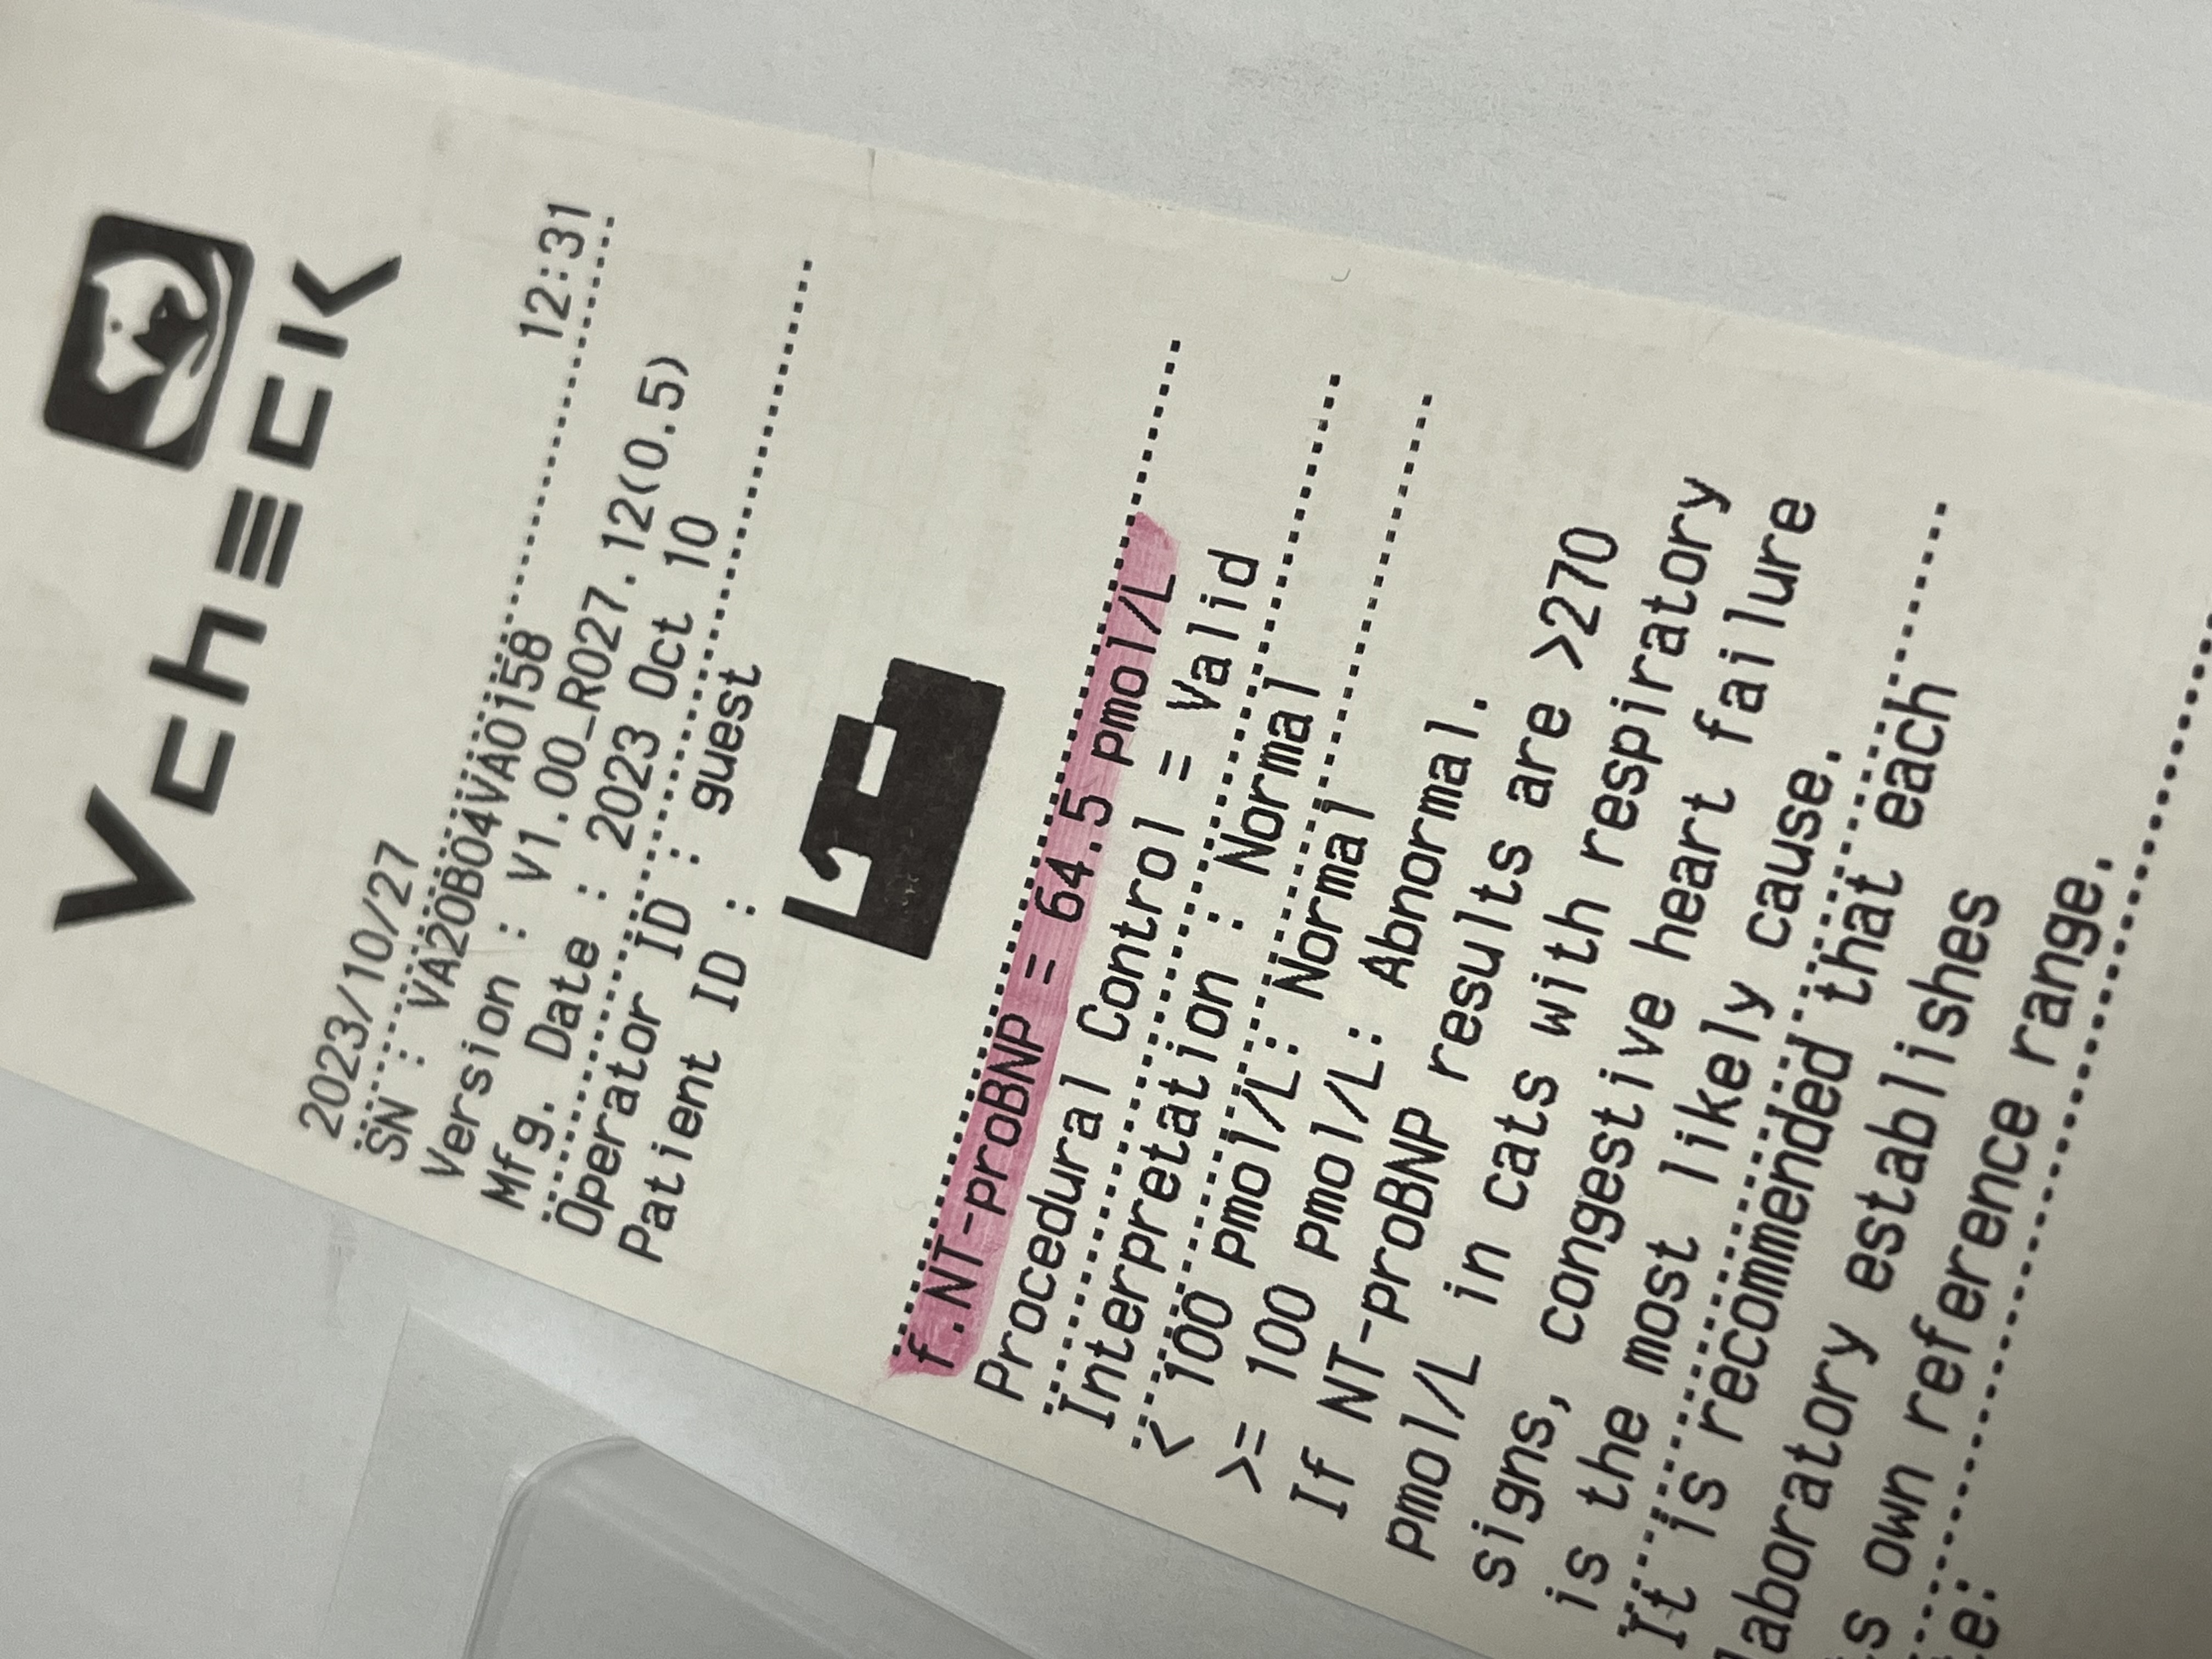 Vcheck
2023/10/27 12:31
SN : VA20B04VA0158
Version : V1.00_R027.12(0.5)
Mfg. Date : 2023 Oct 10
Operator ID : guest
Patient ID :
f.NT-proBNP = 64.5 pmol/L
Procedural Control = Valid
Interpretation : Normal
< 100 pmol/L: Normal
>= 100 pmol/L: Abnormal.
If NT-proBNP results are >270
pmol/L in cats with respiratory
signs, congestive heart failure
is the most likely cause.
It is recommended that each
laboratory establishes
own reference range.